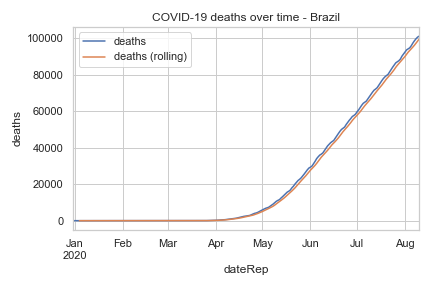 COVID-19 deaths over time - Brazil
deaths
deaths (rolling)
100000
80000
60000
40000
20000
0
deaths
Jan Feb Mar Apr May Jun Jul Aug
2020
dateRep